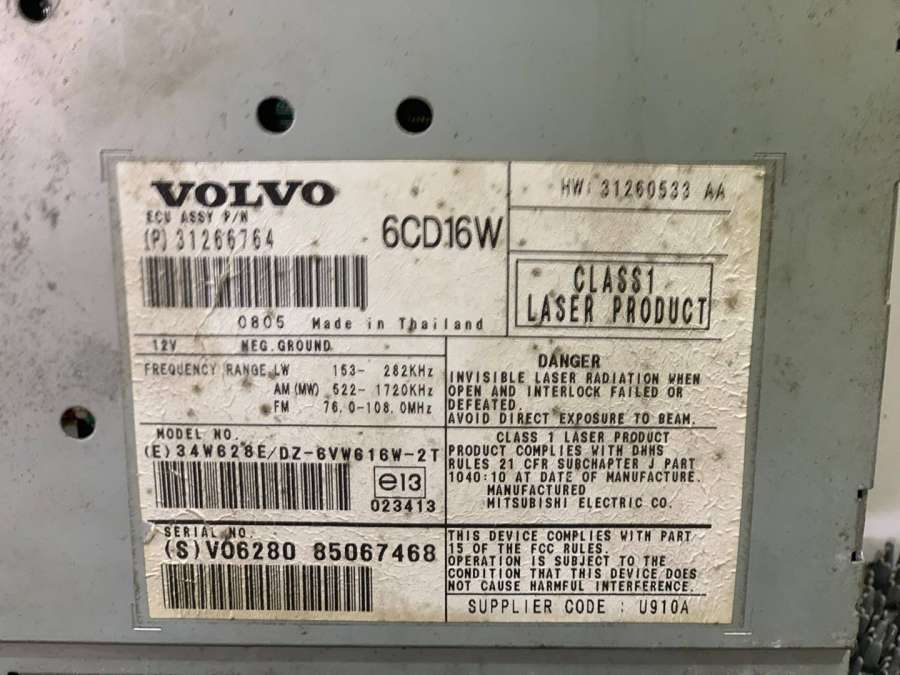 VOLVO
ECU ASSY P/N
(P) 31266764
6CD16W
HW: 31260533 AA
CLASS1
LASER PRODUCT
0805 Made in Thailand
12V NEG.GROUND
FREQUENCY RANGE LW 153- 282KHz
AM (MW) 522- 1720KHz
FM 76.0-108.0MHz
MODEL NO.
(E)34W628E/DZ-6VW616W-2T
e13
023413
SERIAL NO.
(S)V06280 85067468
DANGER
INVISIBLE LASER RADIATION WHEN
OPEN AND INTERLOCK FAILED OR
DEFEATED.
AVOID DIRECT EXPOSURE TO BEAM.
CLASS 1 LASER PRODUCT
PRODUCT COMPLIES WITH DHHS
RULES 21 CFR SUBCHAPTER J PART
1040:10 AT DATE OF MANUFACTURE.
MANUFACTURED
MITSUBISHI ELECTRIC CO.
THIS DEVICE COMPLIES WITH PART
15 OF THE FCC RULES.
OPERATION IS SUBJECT TO THE
CONDITION THAT THIS DEVICE DOES
NOT CAUSE HARMFUL INTERFERENCE.
SUPPLIER CODE : U910A